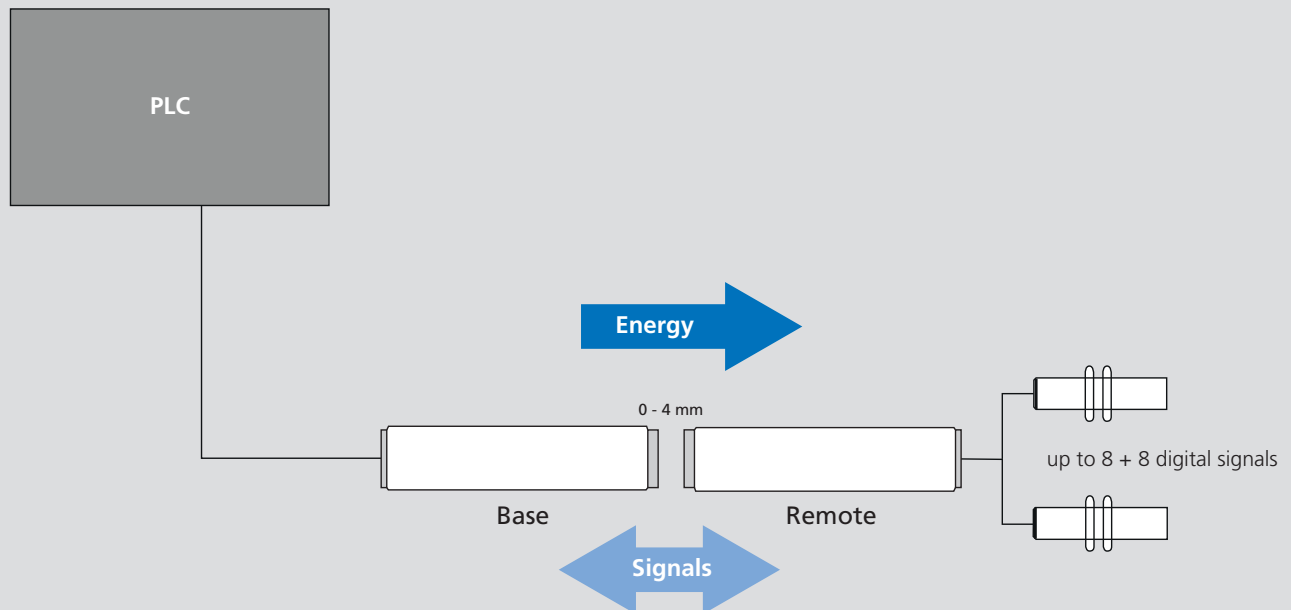 PLC
Energy
0 - 4 mm
up to 8 + 8 digital signals
Base
Remote
Signals